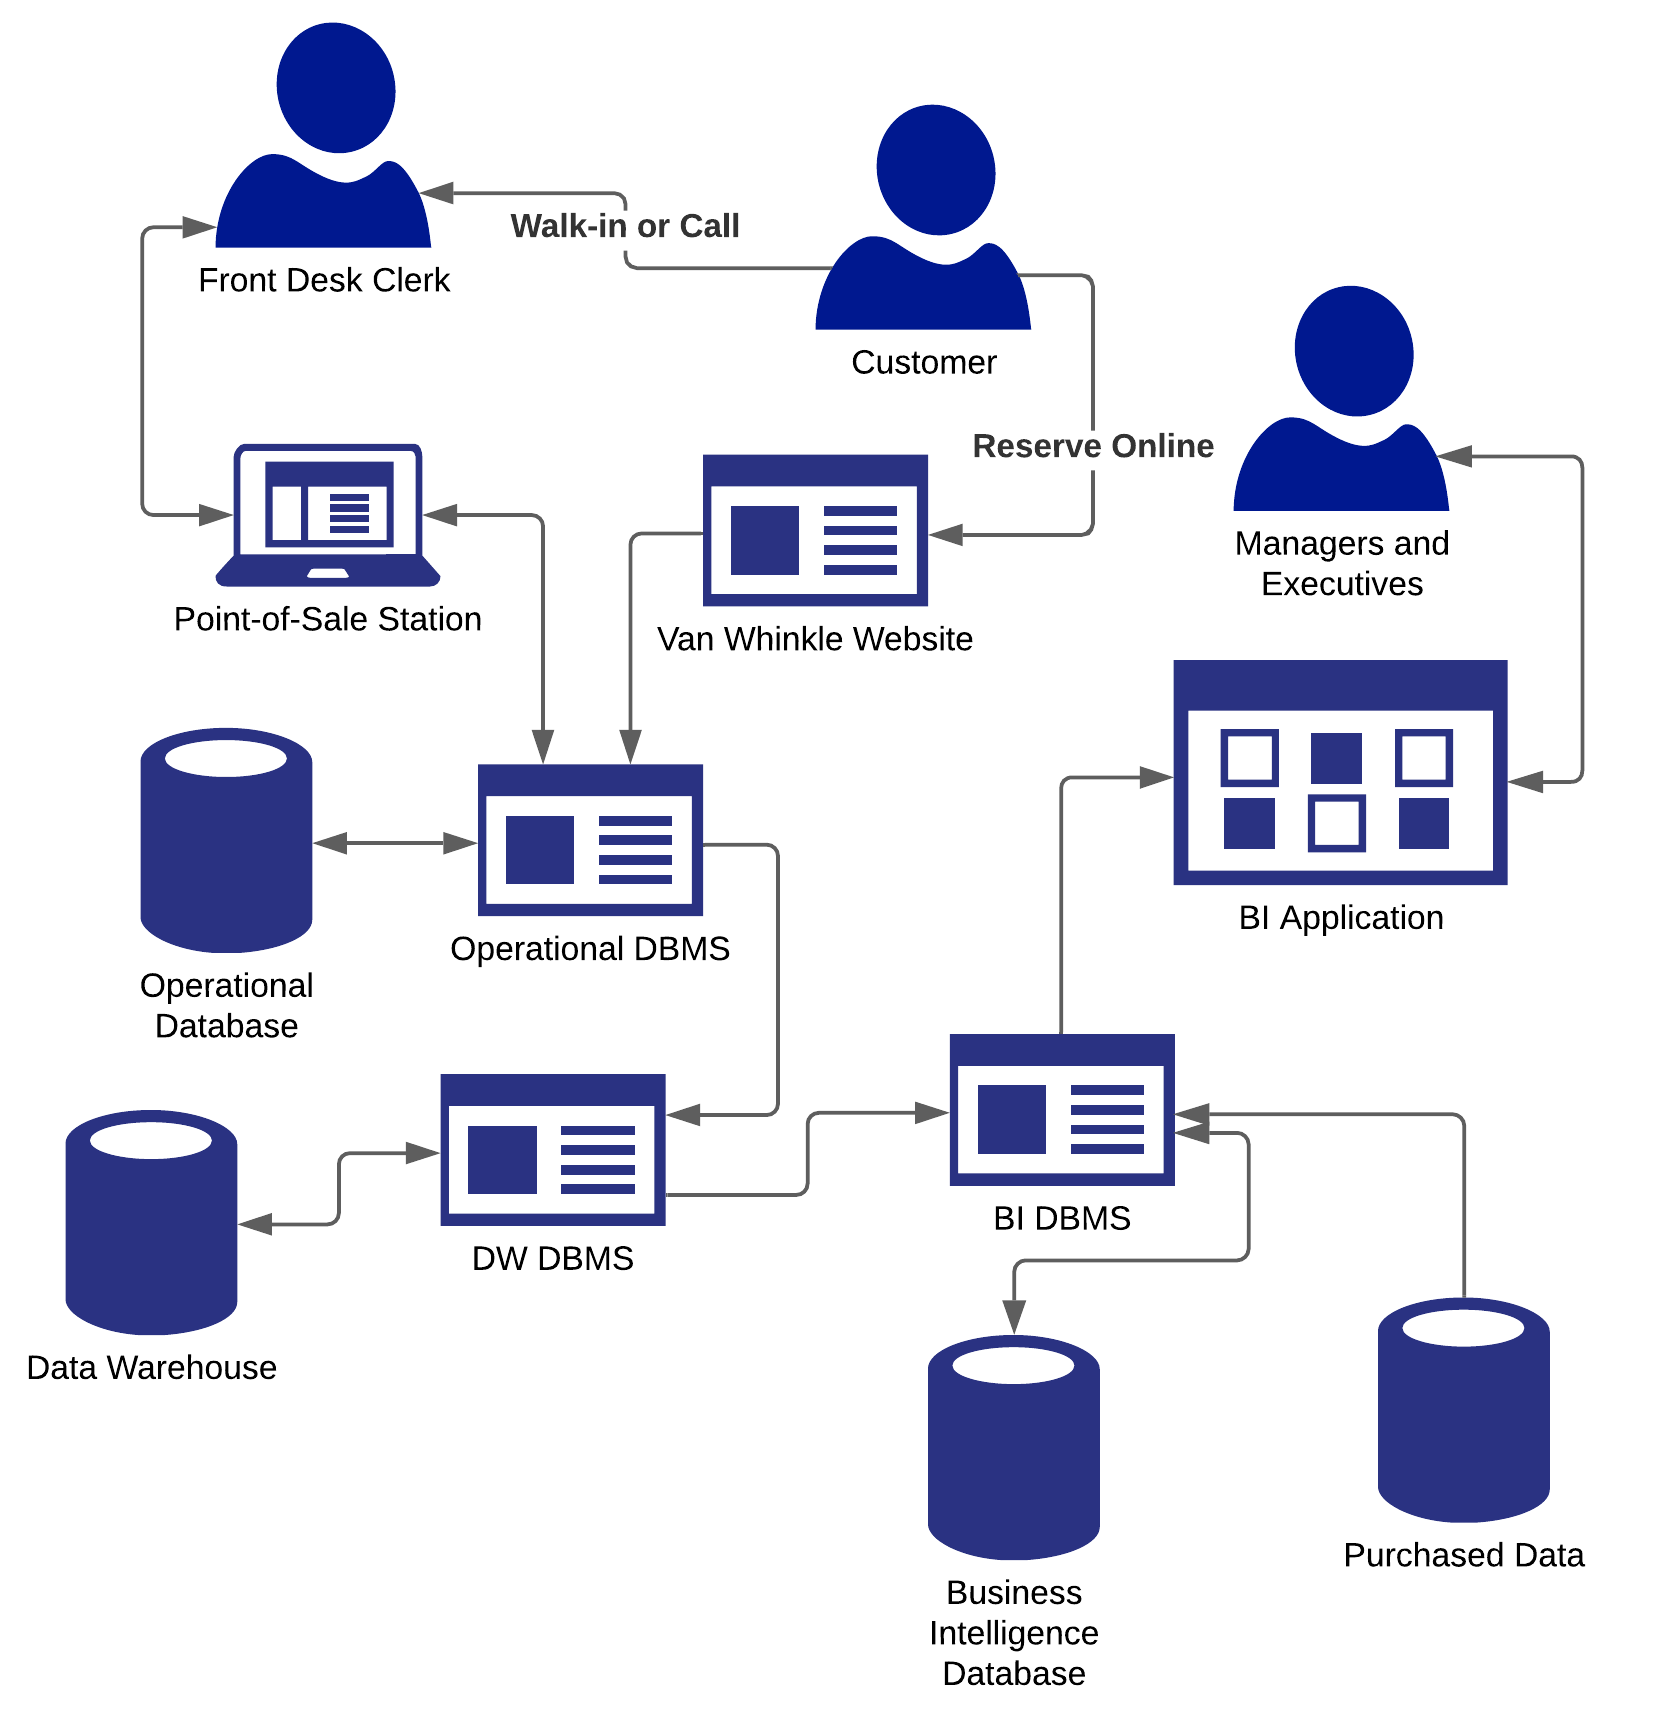 Walk-in or Call
Front Desk Clerk
Customer
Reserve Online
Managers and
Executives
Point-of-Sale Station
Van Whinkle Website
BI Application
Operational DBMS
Operational
Database
BI DBMS
DW DBMS
Data Warehouse
Purchased Data
Business
Intelligence
Database